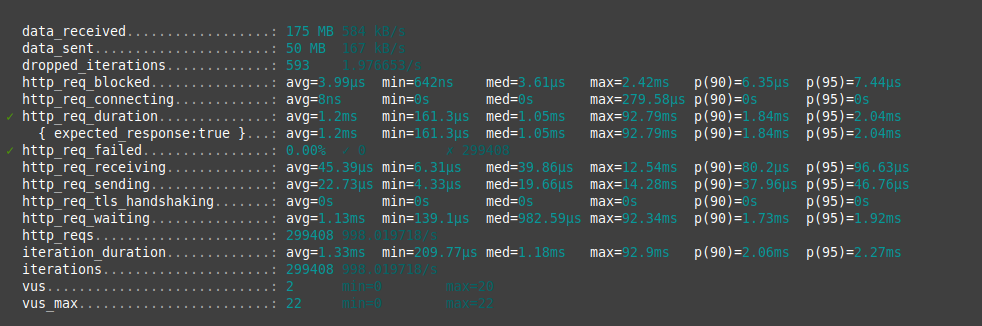 data_received..................: 175 MB 584 kB/s
data_sent......................: 50 MB  167 kB/s
dropped_iterations.............: 593    1.976653/s
http_req_blocked...............: avg=3.99µs  min=642ns    med=3.61µs   max=2.42ms   p(90)=6.35µs  p(95)=7.44µs
http_req_connecting............: avg=8ns     min=0s       med=0s       max=279.58µs p(90)=0s      p(95)=0s
✓ http_req_duration..............: avg=1.2ms   min=161.3µs  med=1.05ms   max=92.79ms  p(90)=1.84ms  p(95)=2.04ms
{ expected_response:true }...: avg=1.2ms   min=161.3µs  med=1.05ms   max=92.79ms  p(90)=1.84ms  p(95)=2.04ms
✓ http_req_failed................: 0.00%  ✓ 0          ✗ 299408
http_req_receiving.............: avg=45.39µs min=6.31µs   med=39.86µs  max=12.54ms  p(90)=80.2µs  p(95)=96.63µs
http_req_sending...............: avg=22.73µs min=4.33µs   med=19.66µs  max=14.28ms  p(90)=37.96µs p(95)=46.76µs
http_req_tls_handshaking.......: avg=0s      min=0s       med=0s       max=0s       p(90)=0s      p(95)=0s
http_req_waiting...............: avg=1.13ms  min=139.1µs  med=982.59µs max=92.34ms  p(90)=1.73ms  p(95)=1.92ms
http_reqs......................: 299408 998.019718/s
iteration_duration.............: avg=1.33ms  min=209.77µs med=1.18ms   max=92.9ms   p(90)=2.06ms  p(95)=2.27ms
iterations.....................: 299408 998.019718/s
vus............................: 2      min=0        max=20
vus_max........................: 22     min=0        max=22